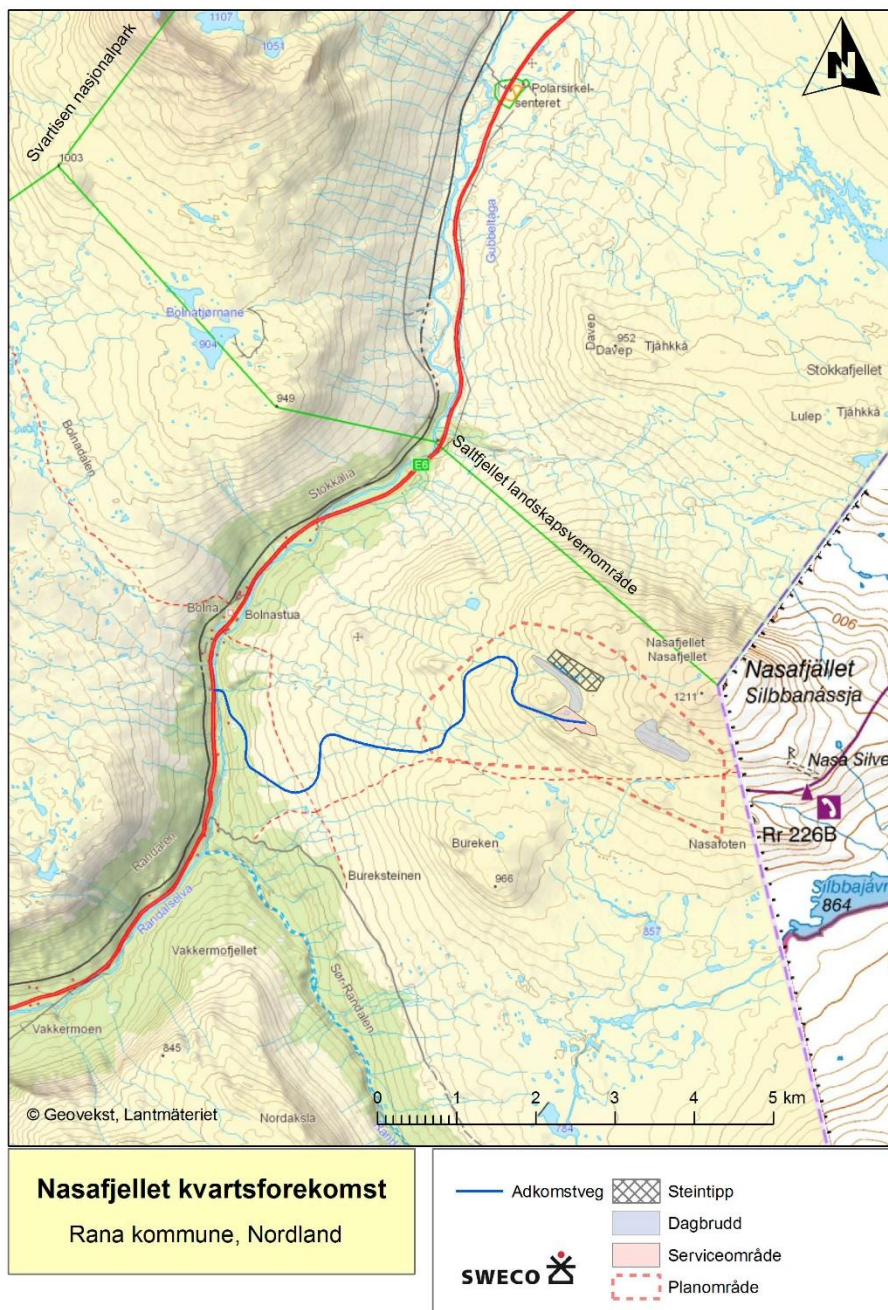 1107
1051
N
Svartisen nasjonalpark
Polarsirkel-
senteret
1003
Gubbeltåga
Bolnatjørnane
904
Davep
952
Davep Tjåhkkå
Stokkafjellet
949
Lulep Tjåhkkå
Bolnadalen
Saltfjellet landskapsvernområde
E6
Stokkålia
Bolna
Bolnastua
900
Nasafjellet
Nasafjellet
Nasafjället
Silbbanåssja
1211
Nasa Silve
Rr 226B
Randalen
Bureken
Nasafoten
Bureksteinen
966
Silbbajávr
864
Randalselva
857
Vakkermofjellet
Sør-Randalen
Vakkermoen
845
© Geovekst, Lantmäteriet
Nordaksla
0 1 2 3 4 5 km
784
Nasafjellet kvartsforekomst
Rana kommune, Nordland
Adkomstveg
Steintipp
Dagbrudd
Serviceområde
Planområde
SWECO